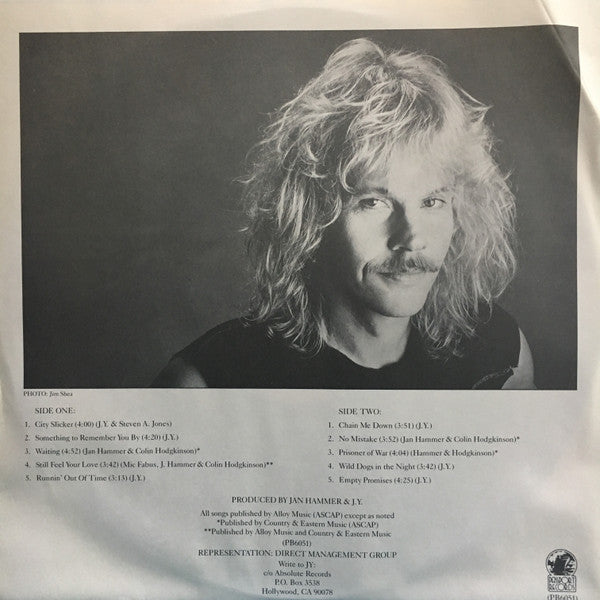 PHOTO: Jim Shea
SIDE ONE:
1. City Slicker (4:00) (J.Y. & Steven A. Jones)
2. Something to Remember You By (4:20) (J.Y.)
3. Waiting (4:52) (Jan Hammer & Colin Hodgkinson)*
4. Still Feel Your Love (3:42) (Mic Fabus, J. Hammer & Colin Hodgkinson)**
5. Runnin' Out Of Time (3:13) (J.Y.)
SIDE TWO:
1. Chain Me Down (3:51) (J.Y.)
2. No Mistake (3:52) (Jan Hammer & Colin Hodgkinson)*
3. Prisoner of War (4:04) (Hammer & Hodgkinson)*
4. Wild Dogs in the Night (3:42) (J.Y.)
5. Empty Promises (4:25) (J.Y.)
PRODUCED BY JAN HAMMER & J.Y.
All songs published by Alloy Music (ASCAP) except as noted
*Published by Country & Eastern Music (ASCAP)
**Published by Alloy Music and Country & Eastern Music
(PB6051)
REPRESENTATION: DIRECT MANAGEMENT GROUP
Write to JY:
c/o Absolute Records
P.O. Box 3538
Hollywood, CA 90078
PASSPORT
RECORDS
(PB6051)